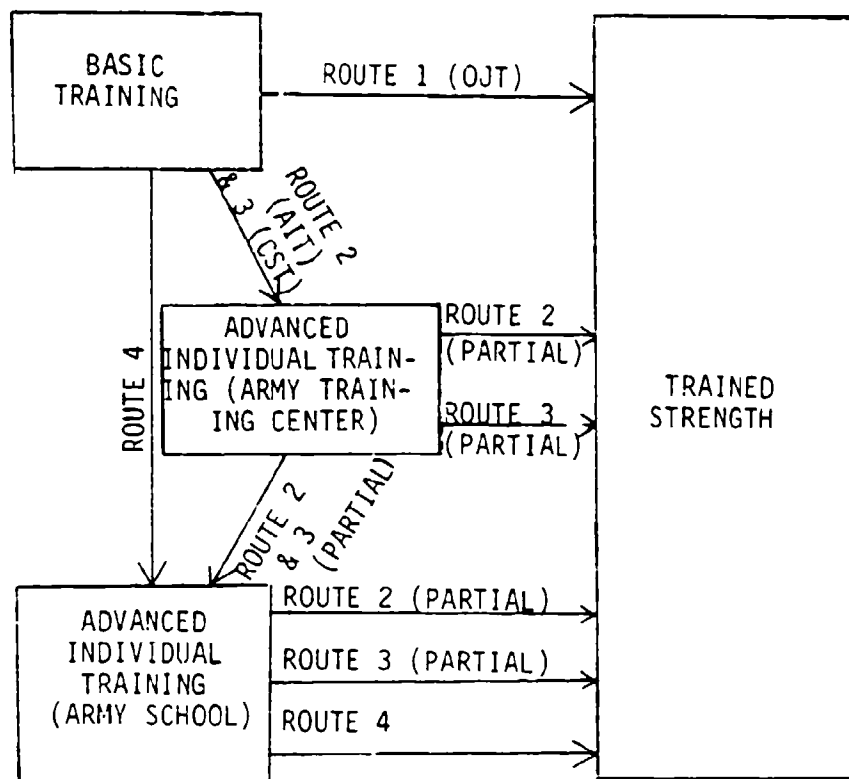 BASIC
TRAINING
ROUTE 1 (OJT)
ROUTE 2
(AIT)
& 3 (CST)
ROUTE 4
ADVANCED
INDIVIDUAL TRAIN-
ING (ARMY TRAIN-
ING CENTER)
ROUTE 2
(PARTIAL)
ROUTE 3
(PARTIAL)
TRAINED
STRENGTH
ROUTE 2
& 3
(PARTIAL)
ADVANCED
INDIVIDUAL
TRAINING
(ARMY SCHOOL)
ROUTE 2 (PARTIAL)
ROUTE 3 (PARTIAL)
ROUTE 4